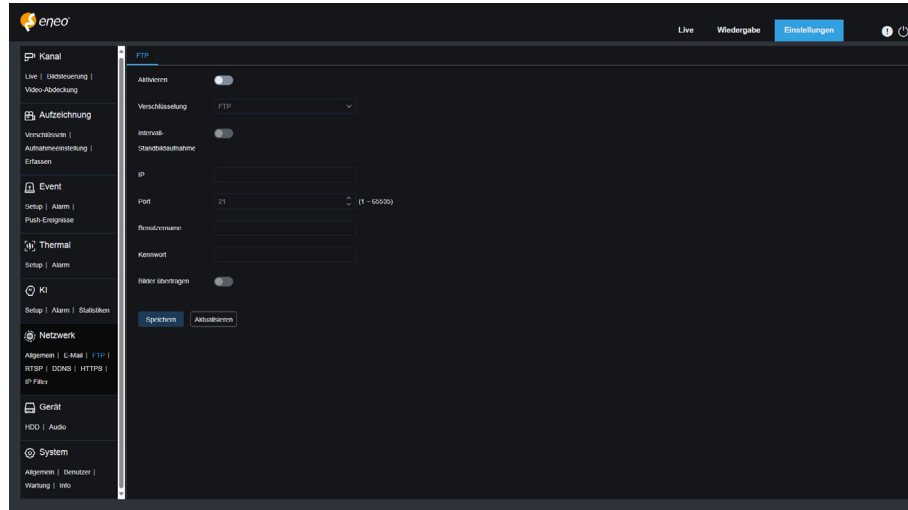 eneo
Live Wiedergabe Einstellungen
Kanal
Live | Bildsteuerung |
Video-Abdeckung
Aufzeichnung
Verschlüsseln |
Aufnahmeeinstellung |
Erfassen
Event
Setup | Alarm |
Push-Ereignisse
Thermal
Setup | Alarm
KI
Setup | Alarm | Statistiken
Netzwerk
Allgemein | E-Mail | FTP |
RTSP | DDNS | HTTPS |
IP Filter
Gerät
HDD | Audio
System
Allgemein | Benutzer |
Wartung | Info
FTP
Aktivieren
Verschlüsselung FTP
Intervall-
Standbildaufnahme
IP
Port 21 (1 ~ 65535)
Benutzername
Kennwort
Bilder übertragen
Speichern Aktualisieren